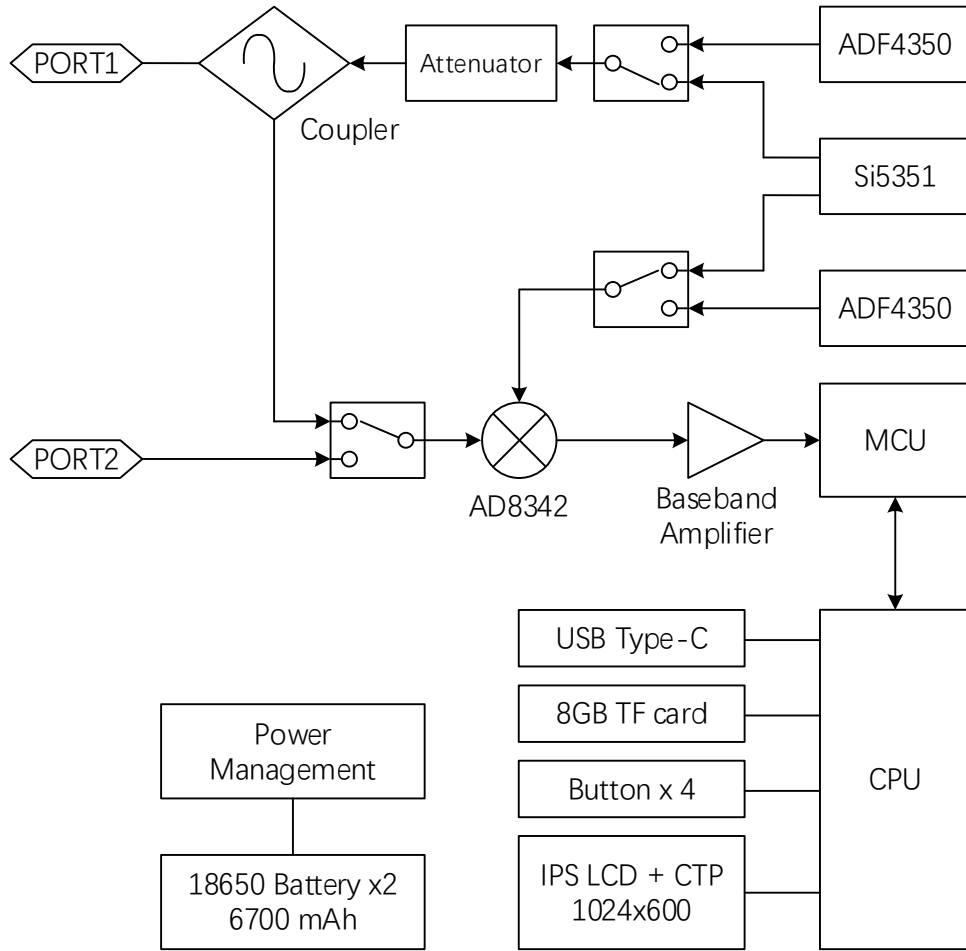 PORT1
Attenuator
ADF4350
Coupler
Si5351
ADF4350
PORT2
AD8342
Baseband
Amplifier
MCU
USB Type-C
8GB TF card
Button x 4
IPS LCD + CTP
1024x600
CPU
Power
Management
18650 Battery x2
6700 mAh